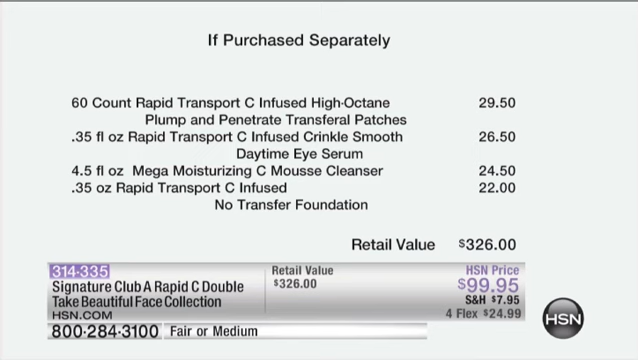 If Purchased Separately
60 Count Rapid Transport C Infused High-Octane 29.50
Plump and Penetrate Transferal Patches
.35 fl oz Rapid Transport C Infused Crinkle Smooth 26.50
Daytime Eye Serum
4.5 fl oz Mega Moisturizing C Mousse Cleanser 24.50
.35 oz Rapid Transport C Infused 22.00
No Transfer Foundation
Retail Value $326.00
314-335 Retail Value HSN Price
Signature Club A Rapid C Double $326.00 $99.95
Take Beautiful Face Collection S&H $7.95
HSN.COM 4 Flex $24.99
800-284-3100 Fair or Medium
HSN